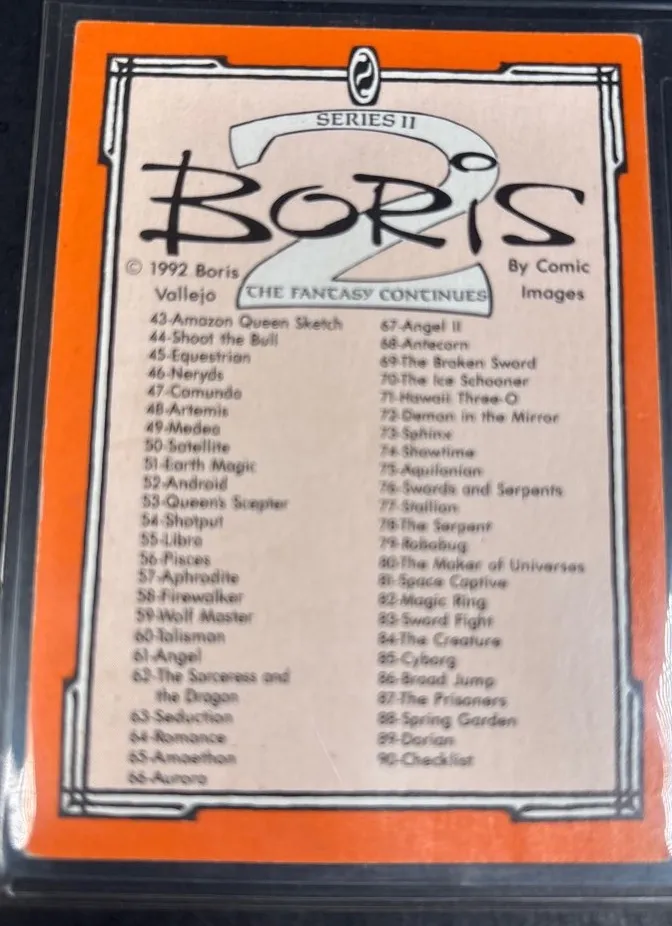 SERIES II
2
BORIS
© 1992 Boris
Vallejo
By Comic
Images
THE FANTASY CONTINUES
43-Amazon Queen Sketch
44-Shoot the Bull
45-Equestrian
46-Neryds
47-Camunda
48-Artemis
49-Medea
50-Satellite
51-Earth Magic
52-Android
53-Queen's Scepter
54-Shotput
55-Libra
56-Pisces
57-Aphrodite
58-Firewalker
59-Wolf Master
60-Talisman
61-Angel
62-The Sorceress and
the Dragon
63-Seduction
64-Romance
65-Amaethon
66-Aurora
67-Angel II
68-Antecorn
69-The Broken Sword
70-The Ice Schooner
71-Hawaii Three-O
72-Demon in the Mirror
73-Sphinx
74-Showtime
75-Aquilonian
76-Swords and Serpents
77-Stallion
78-The Serpent
79-Robobug
80-The Maker of Universes
81-Space Captive
82-Magic Ring
83-Sword Fight
84-The Creature
85-Cyborg
86-Broad Jump
87-The Prisoners
88-Spring Garden
89-Dorian
90-Checklist